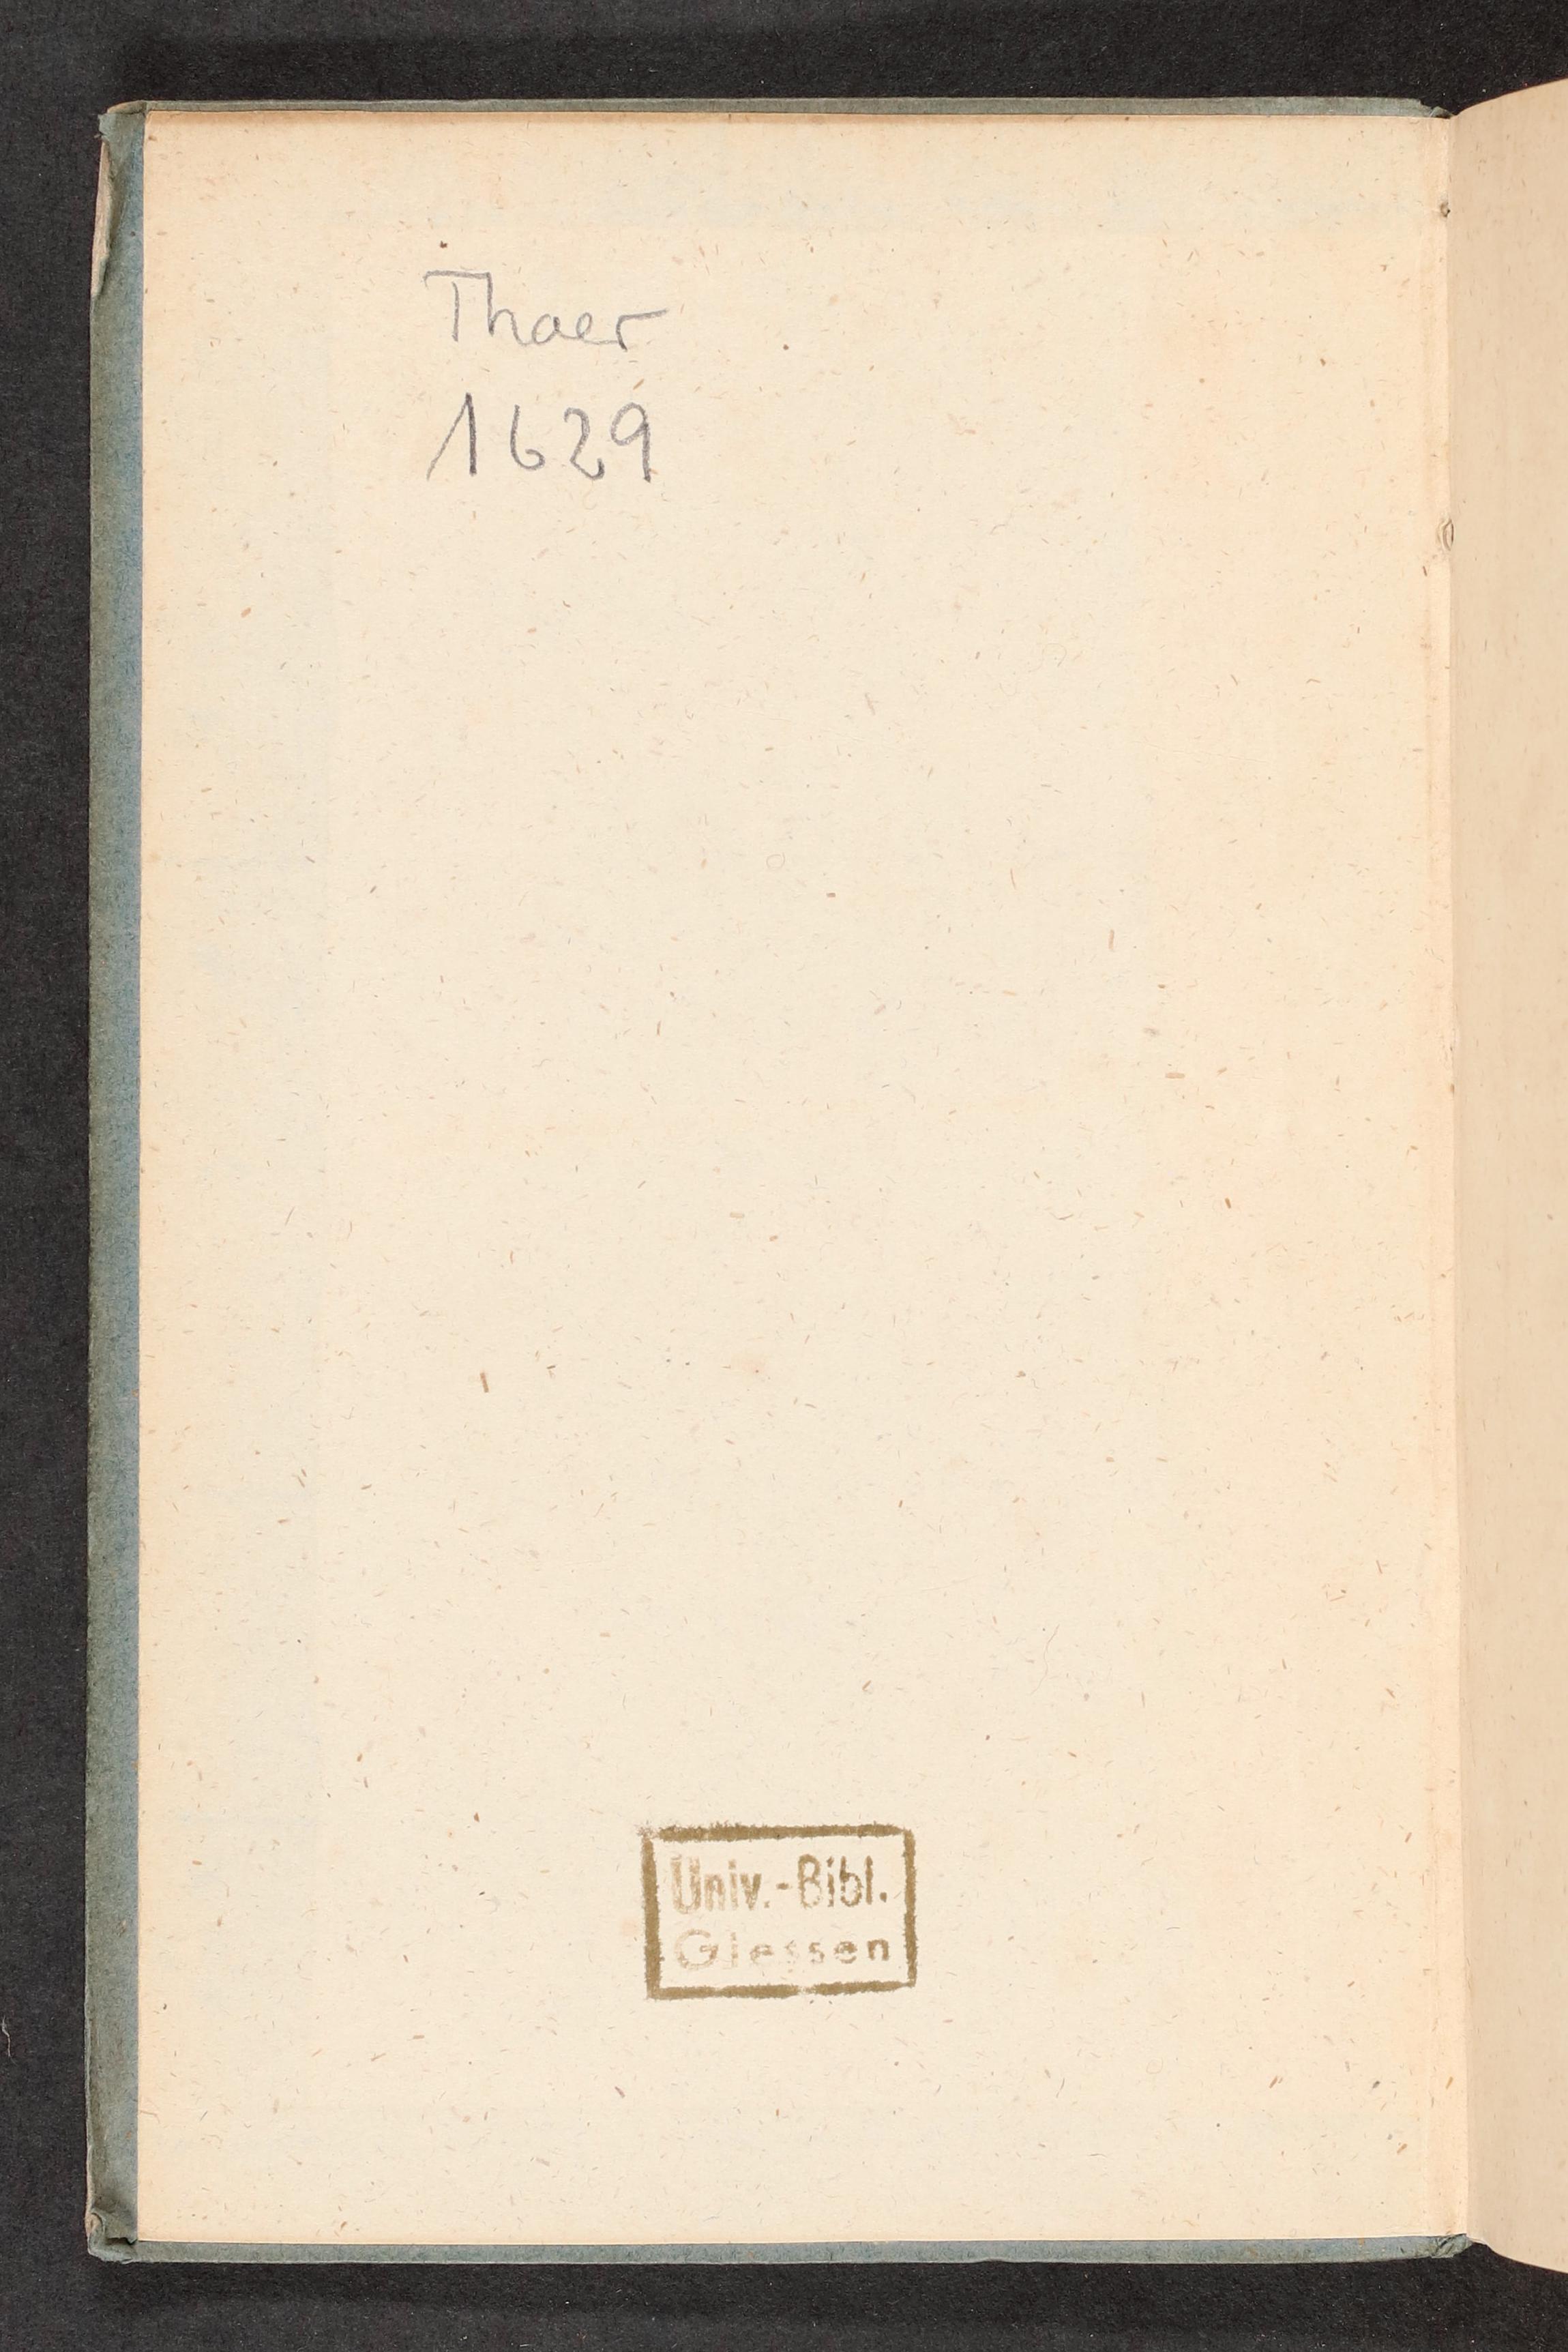 Thaer
1629
Univ.-Bibl.
Giessen